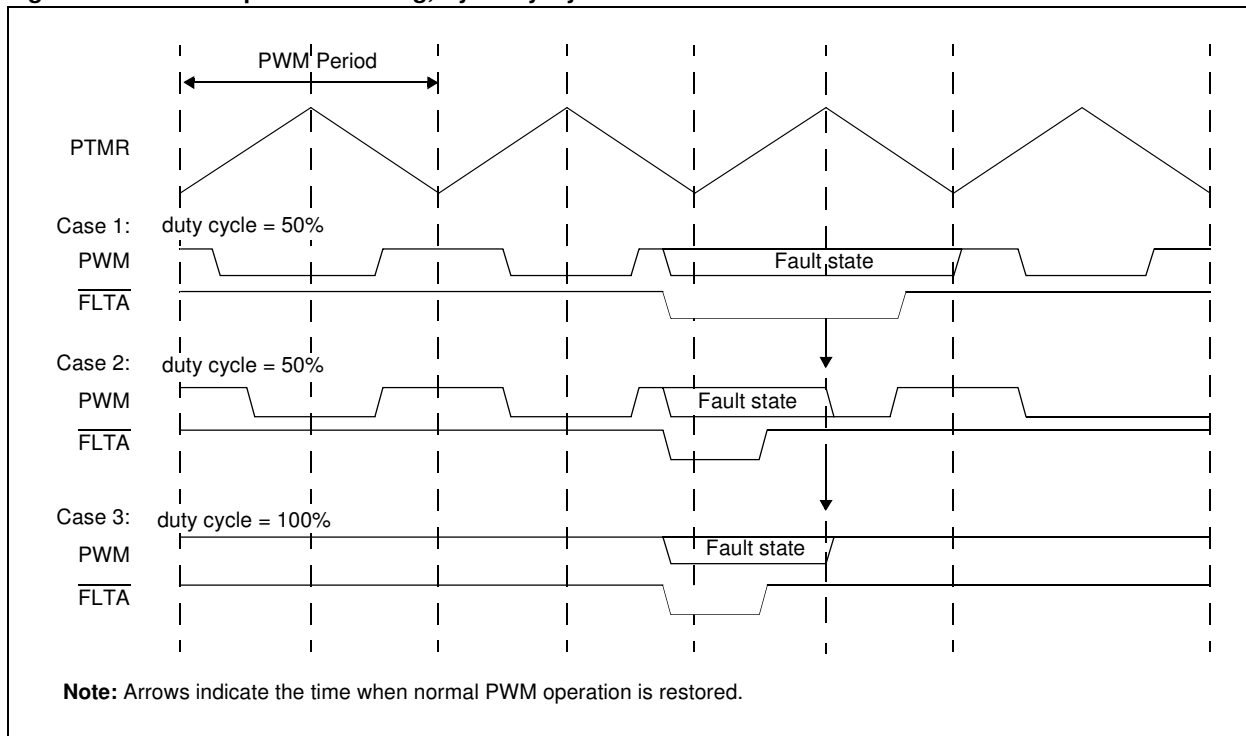 PWM Period
PTMR
Case 1: duty cycle = 50%
PWM
Fault state
FLTA
Case 2: duty cycle = 50%
PWM
Fault state
FLTA
Case 3: duty cycle = 100%
PWM
Fault state
FLTA
Note: Arrows indicate the time when normal PWM operation is restored.